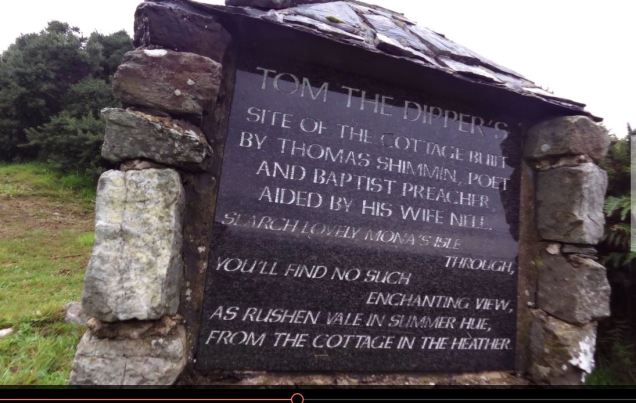 TOM THE DIPPER'S
SITE OF THE COTTAGE BUILT
BY THOMAS SHIMMIN, POET
AND BAPTIST PREACHER,
AIDED BY HIS WIFE NELL.
SEARCH LOVELY MONA'S ISLE
THROUGH,
YOU'LL FIND NO SUCH
ENCHANTING VIEW,
AS RUSHEN VALE IN SUMMER HUE,
FROM THE COTTAGE IN THE HEATHER